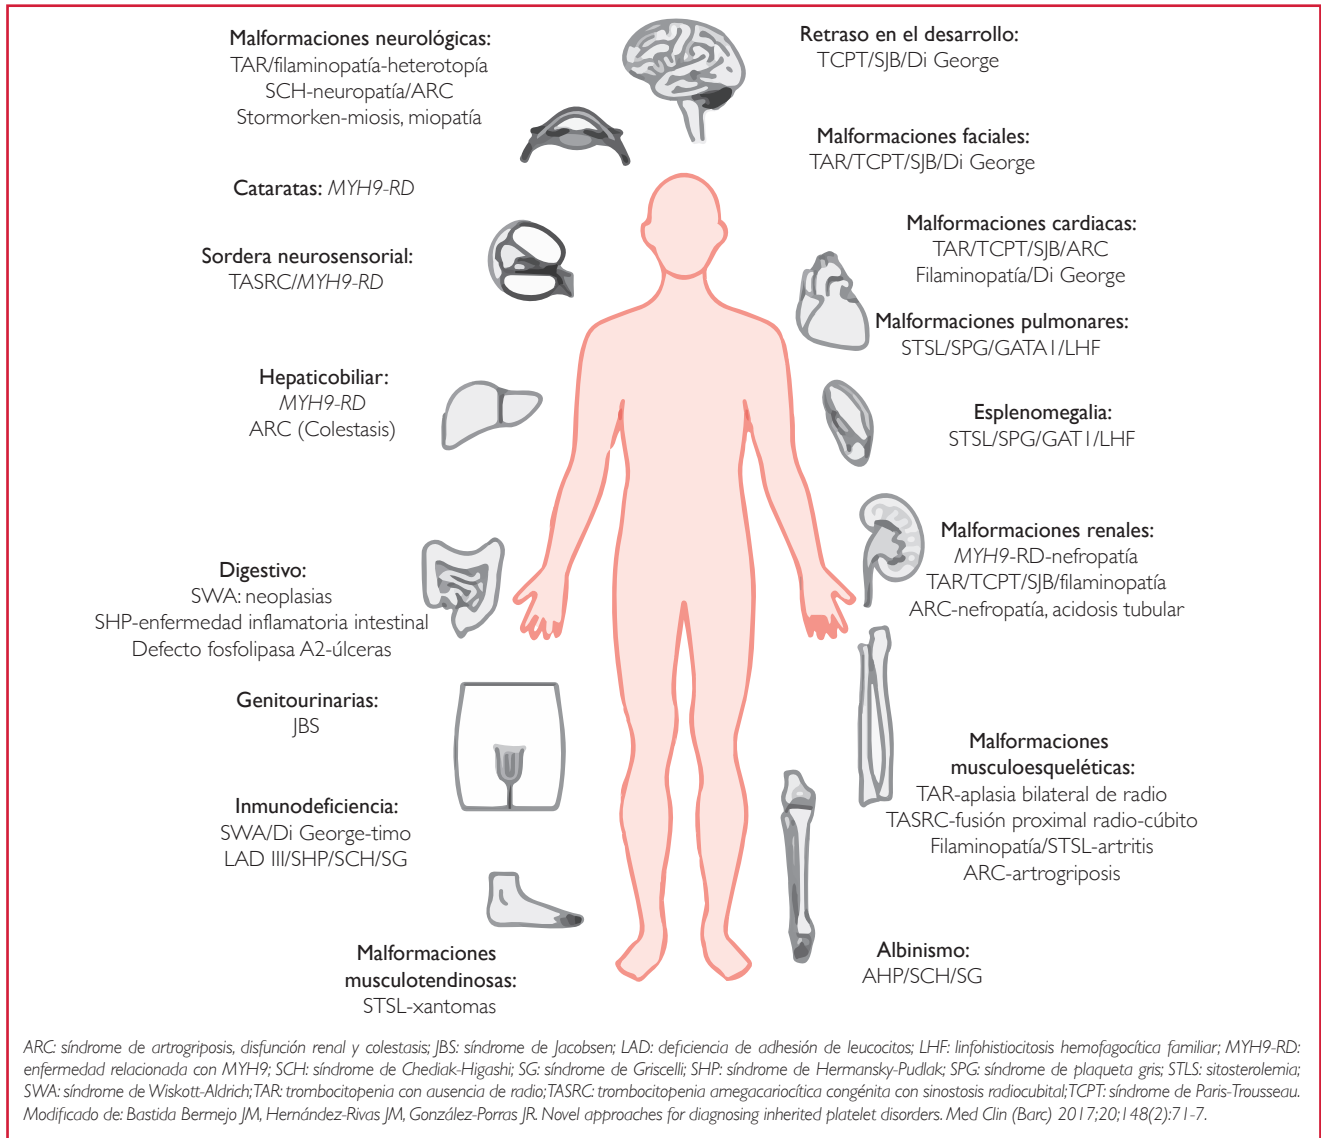 Malformaciones neurológicas:
TAR/filaminopatía-heterotopía
SCH-neuropatía/ARC
Stormorken-miosis, miopatía
Cataratas: MYH9-RD
Sordera neurosensorial:
TASRC/MYH9-RD
Hepaticobiliar:
MYH9-RD
ARC (Colestasis)
Digestivo:
SWA: neoplasias
SHP-enfermedad inflamatoria intestinal
Defecto fosfolipasa A2-úlceras
Genitourinarias:
JBS
Inmunodeficiencia:
SWA/Di George-timo
LAD III/SHP/SCH/SG
Malformaciones
musculotendinosas:
STSL-xantomas
Retraso en el desarrollo:
TCPT/SJB/Di George
Malformaciones faciales:
TAR/TCPT/SJB/Di George
Malformaciones cardiacas:
TAR/TCPT/SJB/ARC
Filaminopatía/Di George
Malformaciones pulmonares:
STSL/SPG/GATA1/LHF
Esplenomegalia:
STSL/SPG/GAT1/LHF
Malformaciones renales:
MYH9-RD-nefropatía
TAR/TCPT/SJB/filaminopatía
ARC-nefropatía, acidosis tubular
Malformaciones
musculoesqueléticas:
TAR-aplasia bilateral de radio
TASRC-fusión proximal radio-cúbito
Filaminopatía/STSL-artritis
ARC-artrogriposis
Albinismo:
AHP/SCH/SG
ARC: síndrome de artrogriposis, disfunción renal y colestasis; JBS: síndrome de Jacobsen; LAD: deficiencia de adhesión de leucocitos; LHF: linfohistiocitosis hemofagocítica familiar; MYH9-RD:
enfermedad relacionada con MYH9; SCH: síndrome de Chediak-Higashi; SG: síndrome de Griscelli; SHP: síndrome de Hermansky-Pudlak; SPG: síndrome de plaqueta gris; STLS: sitosterolemia;
SWA: síndrome de Wiskott-Aldrich; TAR: trombocitopenia con ausencia de radio; TASRC: trombocitopenia amegacariocítica congénita con sinostosis radiocubital; TCPT: síndrome de Paris-Trousseau.
Modificado de: Bastida Bermejo JM, Hernández-Rivas JM, González-Porras JR. Novel approaches for diagnosing inherited platelet disorders. Med Clin (Barc) 2017;20;148(2):71-7.